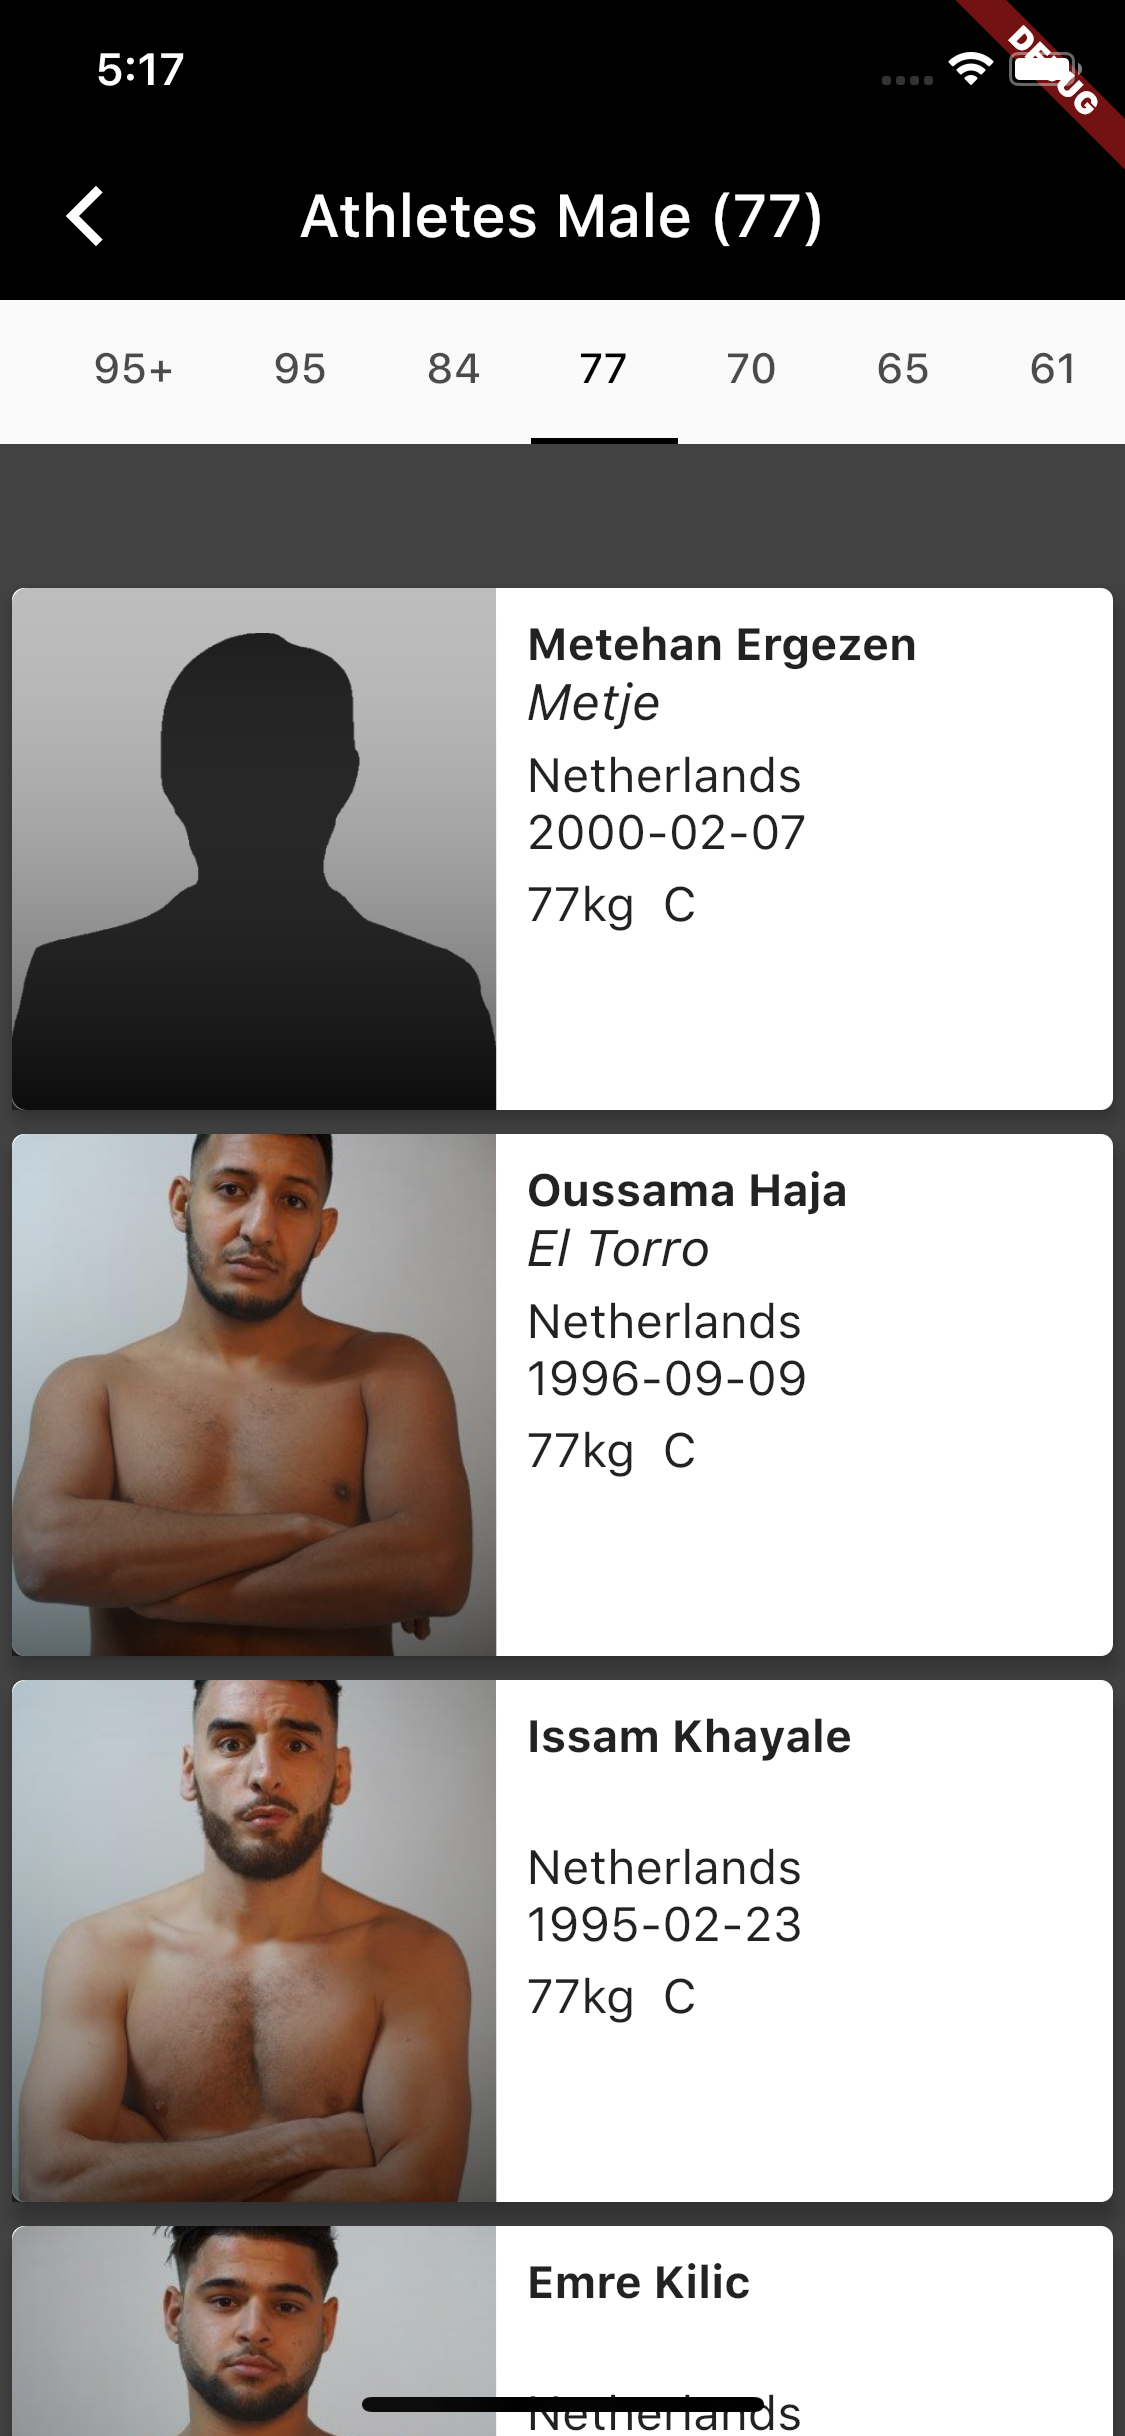 5:17
DEBUG
Athletes Male (77)
95+ 95 84 77 70 65 61
Metehan Ergezen
Metje
Netherlands
2000-02-07
77kg C
Oussama Haja
El Torro
Netherlands
1996-09-09
77kg C
Issam Khayale
Netherlands
1995-02-23
77kg C
Emre Kilic
Netherlands